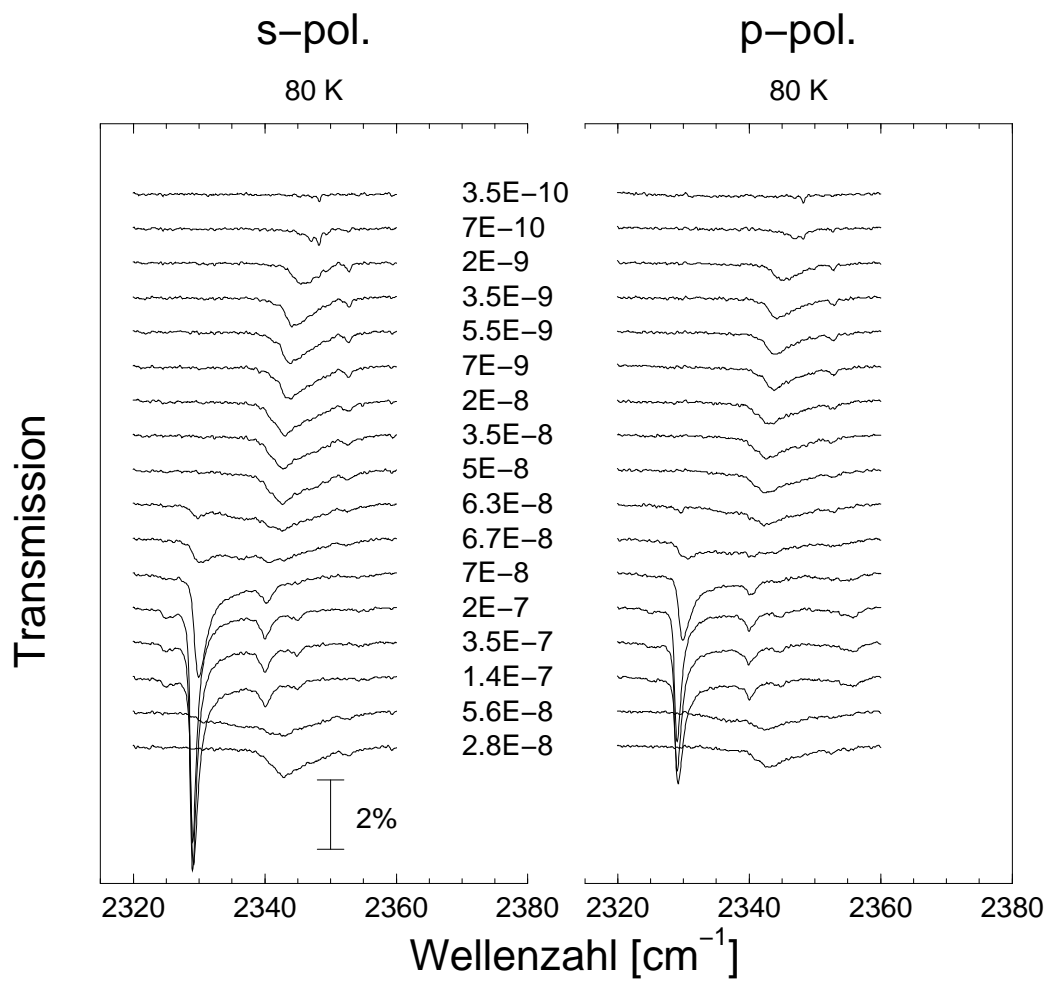 s−pol. p−pol.
80 K 80 K
3.5E−10
7E−10
2E−9
3.5E−9
5.5E−9
7E−9
2E−8
3.5E−8
5E−8
6.3E−8
6.7E−8
7E−8
2E−7
3.5E−7
1.4E−7
5.6E−8
2.8E−8
2%
Transmission
2320 2340 2360 2380 2320 2340 2360 2380
Wellenzahl [cm⁻¹]